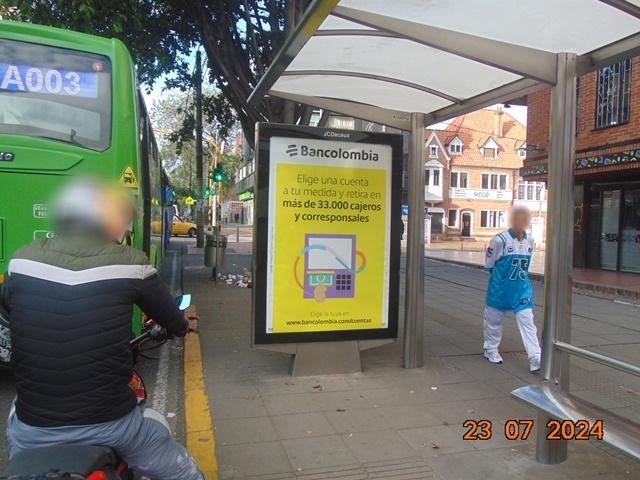 A003
JCDecaux
Bancolombia
Elige una cuenta
a tu medida y retira en
más de 33.000 cajeros
y corresponsales
Elige la tuya en
www.bancolombia.com/cuentas
75
23 07 2024